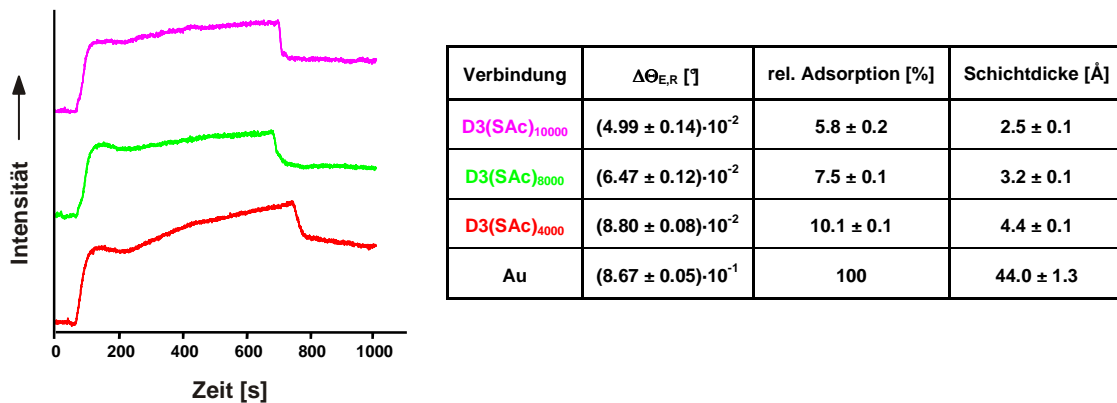 Intensität
0 200 400 600 800 1000
Zeit [s]
Verbindung ΔΘE,R [°] rel. Adsorption [%] Schichtdicke [Å]
D3(SAc)10000 (4.99 ± 0.14)·10-2 5.8 ± 0.2 2.5 ± 0.1
D3(SAc)8000 (6.47 ± 0.12)·10-2 7.5 ± 0.1 3.2 ± 0.1
D3(SAc)4000 (8.80 ± 0.08)·10-2 10.1 ± 0.1 4.4 ± 0.1
Au (8.67 ± 0.05)·10-1 100 44.0 ± 1.3